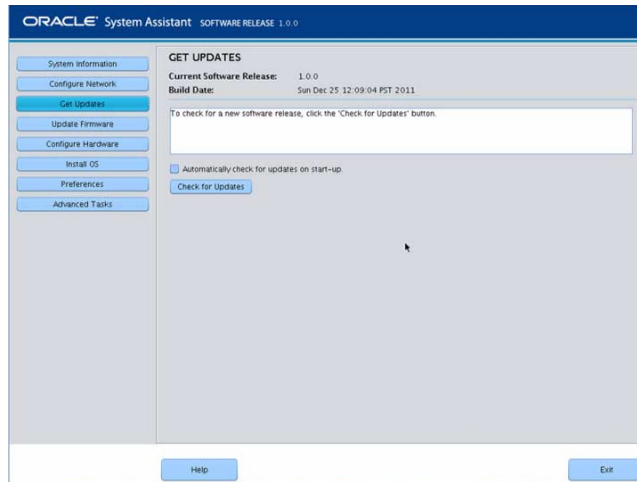 ORACLE System Assistant SOFTWARE RELEASE 1.0.0
System Information
Configure Network
Get Updates
Update Firmware
Configure Hardware
Install OS
Preferences
Advanced Tasks
GET UPDATES
Current Software Release: 1.0.0
Build Date: Sun Dec 25 12:09:04 PST 2011
To check for a new software release, click the 'Check for Updates' button.
Automatically check for updates on start-up.
Check for Updates
Help
Exit